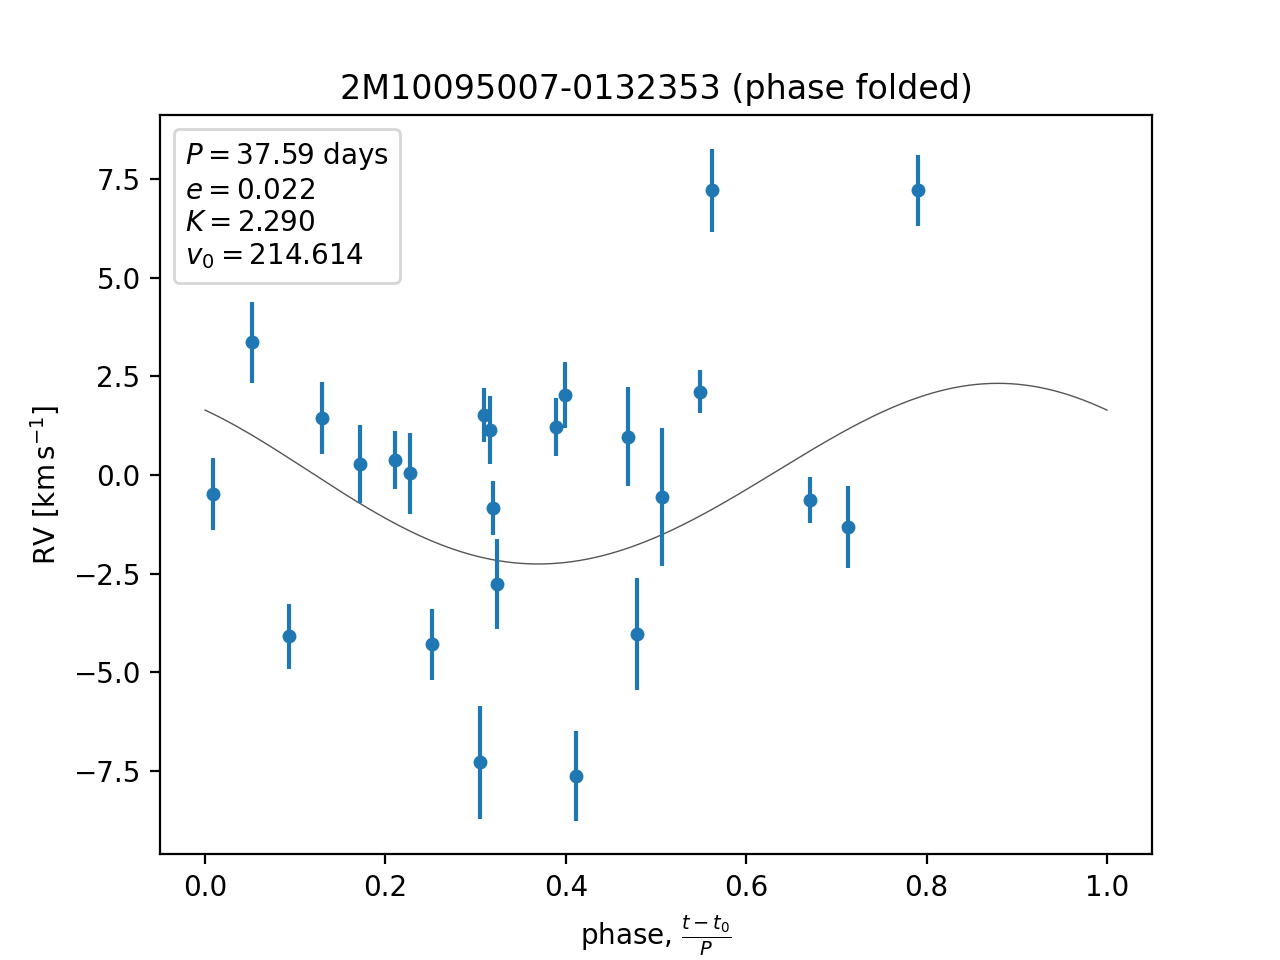 2M10095007-0132353 (phase folded)
P = 37.59 days
e = 0.022
K = 2.290
v₀ = 214.614
7.5
5.0
2.5
0.0
−2.5
−5.0
−7.5
RV [km s⁻¹]
0.0 0.2 0.4 0.6 0.8 1.0
phase, (t − t₀)/P